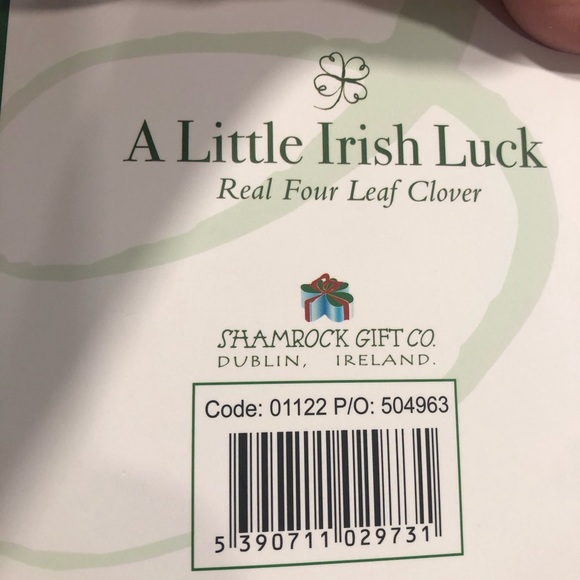 A Little Irish Luck
Real Four Leaf Clover
SHAMROCK GIFT CO.
DUBLIN, IRELAND.
Code: 01122 P/O: 504963
5 390711 029731